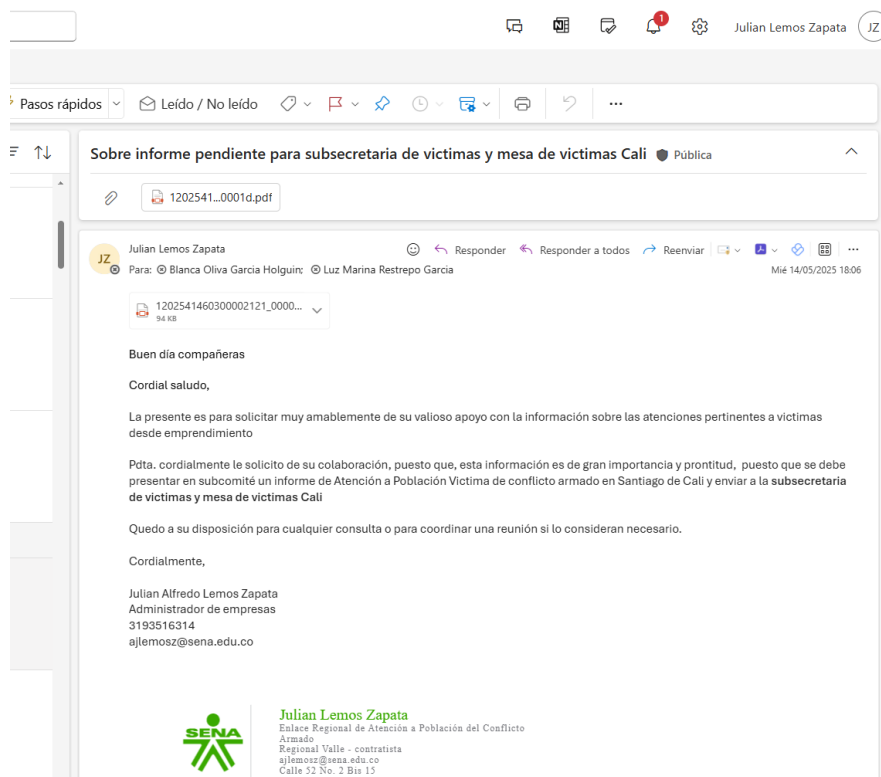 1
Julian Lemos Zapata
JZ
Pasos rápidos
Leído / No leído
Sobre informe pendiente para subsecretaria de victimas y mesa de victimas Cali
Pública
1202541...0001d.pdf
JZ
Julian Lemos Zapata
Responder
Responder a todos
Reenviar
Para: Blanca Oliva Garcia Holguin; Luz Marina Restrepo Garcia
Mié 14/05/2025 18:06
1202541460300002121_0000...
94 KB
Buen día compañeras
Cordial saludo,
La presente es para solicitar muy amablemente de su valioso apoyo con la información sobre las atenciones pertinentes a victimas
desde emprendimiento
Pdta. cordialmente le solicito de su colaboración, puesto que, esta información es de gran importancia y prontitud, puesto que se debe
presentar en subcomité un informe de Atención a Población Victima de conflicto armado en Santiago de Cali y enviar a la subsecretaria
de victimas y mesa de victimas Cali
Quedo a su disposición para cualquier consulta o para coordinar una reunión si lo consideran necesario.
Cordialmente,
Julian Alfredo Lemos Zapata
Administrador de empresas
3193516314
ajlemosz@sena.edu.co
SENA
Julian Lemos Zapata
Enlace Regional de Atención a Población del Conflicto
Armado
Regional Valle - contratista
ajlemosz@sena.edu.co
Calle 52 No. 2 Bis 15